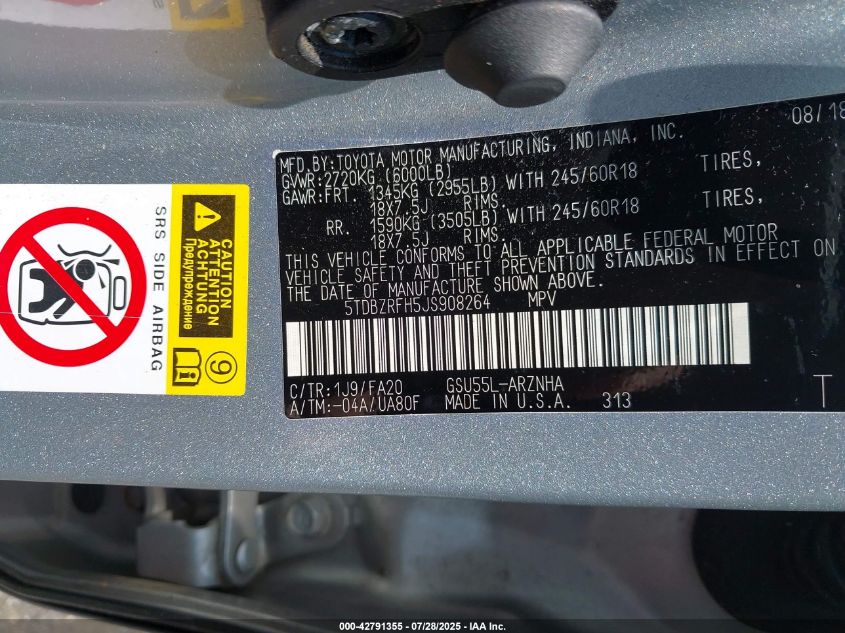 08/18
MFD.BY:TOYOTA MOTOR MANUFACTURING, INDIANA, INC.
GVWR:2720KG (6000LB)
GAWR:FRT. 1345KG (2955LB) WITH 245/60R18 TIRES,
18X7.5J RIMS.
RR. 1590KG (3505LB) WITH 245/60R18 TIRES,
18X7.5J RIMS.
THIS VEHICLE CONFORMS TO ALL APPLICABLE FEDERAL MOTOR
VEHICLE SAFETY AND THEFT PREVENTION STANDARDS IN EFFECT ON
THE DATE OF MANUFACTURE SHOWN ABOVE.
5TDBZRFH5JS908264 MPV
C/TR:1J9/FA20 GSU55L-ARZNHA
A/TM:-04A/UA80F MADE IN U.S.A. 313
T
SRS SIDE AIRBAG
CAUTION
ATTENTION
ACHTUNG
Предупреждение
9
000-42791355 | 07/28/2025 | IAA Inc.